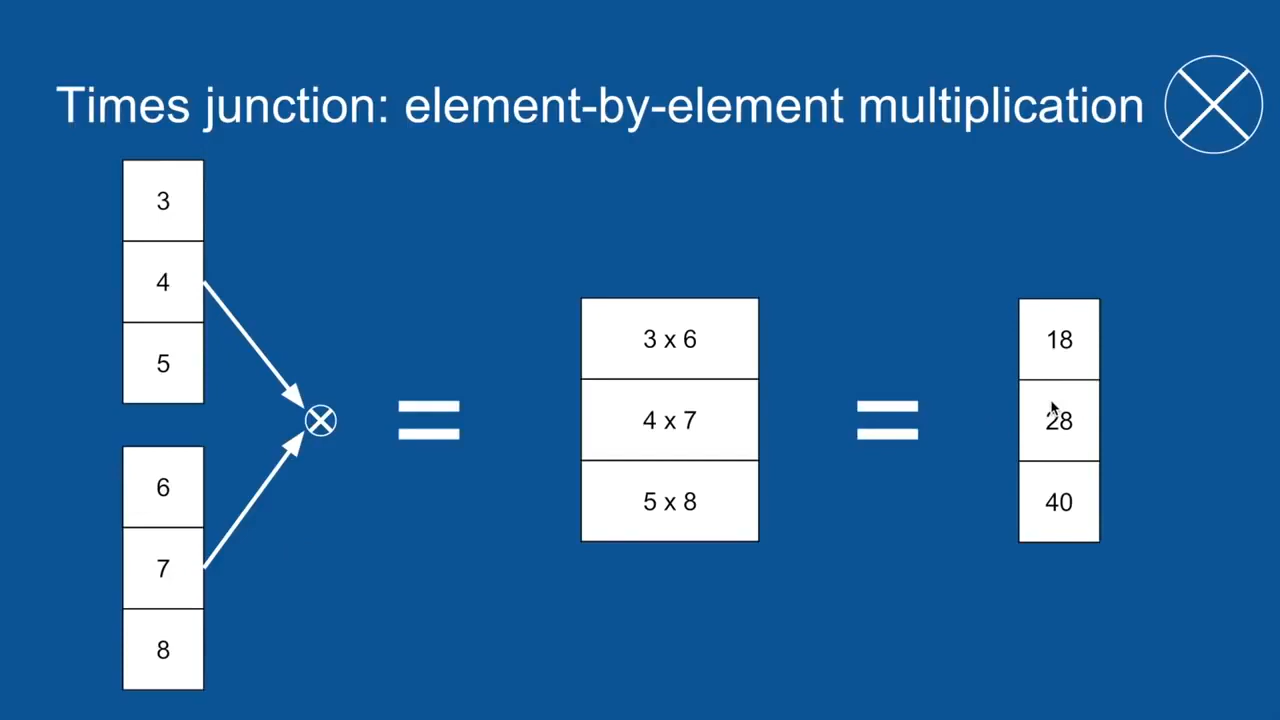 Times junction: element-by-element multiplication
3
4
5
6
7
8
=
3 x 6
4 x 7
5 x 8
=
18
28
40